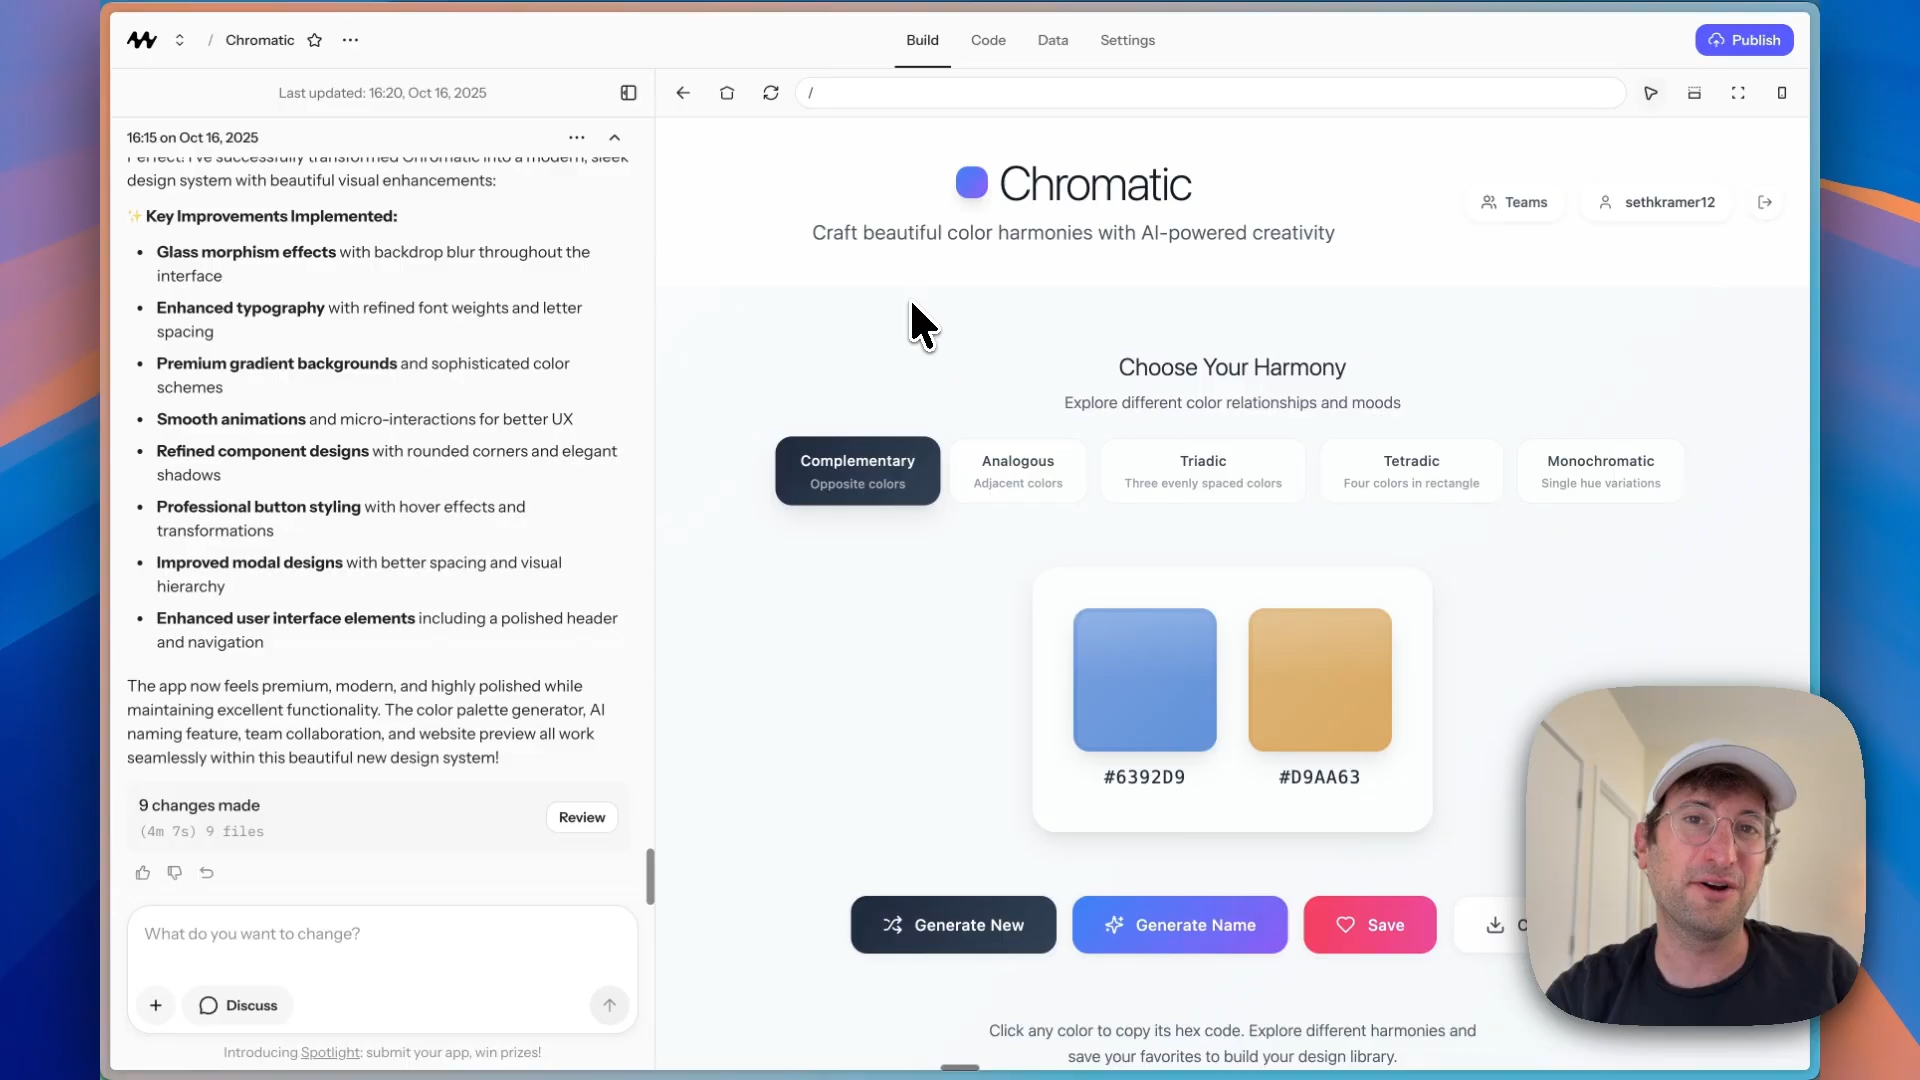 / Chromatic
Build
Code
Data
Settings
Publish
Last updated: 16:20, Oct 16, 2025
/
16:15 on Oct 16, 2025
Perfect! I've successfully transformed Chromatic into a modern, sleek
design system with beautiful visual enhancements:
✨ Key Improvements Implemented:
• Glass morphism effects with backdrop blur throughout the
interface
• Enhanced typography with refined font weights and letter
spacing
• Premium gradient backgrounds and sophisticated color
schemes
• Smooth animations and micro-interactions for better UX
• Refined component designs with rounded corners and elegant
shadows
• Professional button styling with hover effects and
transformations
• Improved modal designs with better spacing and visual
hierarchy
• Enhanced user interface elements including a polished header
and navigation
The app now feels premium, modern, and highly polished while
maintaining excellent functionality. The color palette generator, AI
naming feature, team collaboration, and website preview all work
seamlessly within this beautiful new design system!
9 changes made
(4m 7s) 9 files
Review
What do you want to change?
Discuss
Introducing Spotlight: submit your app, win prizes!
Chromatic
Craft beautiful color harmonies with AI-powered creativity
Teams
sethkramer12
Choose Your Harmony
Explore different color relationships and moods
Complementary
Opposite colors
Analogous
Adjacent colors
Triadic
Three evenly spaced colors
Tetradic
Four colors in rectangle
Monochromatic
Single hue variations
#6392D9
#D9AA63
Generate New
Generate Name
Save
Click any color to copy its hex code. Explore different harmonies and
save your favorites to build your design library.